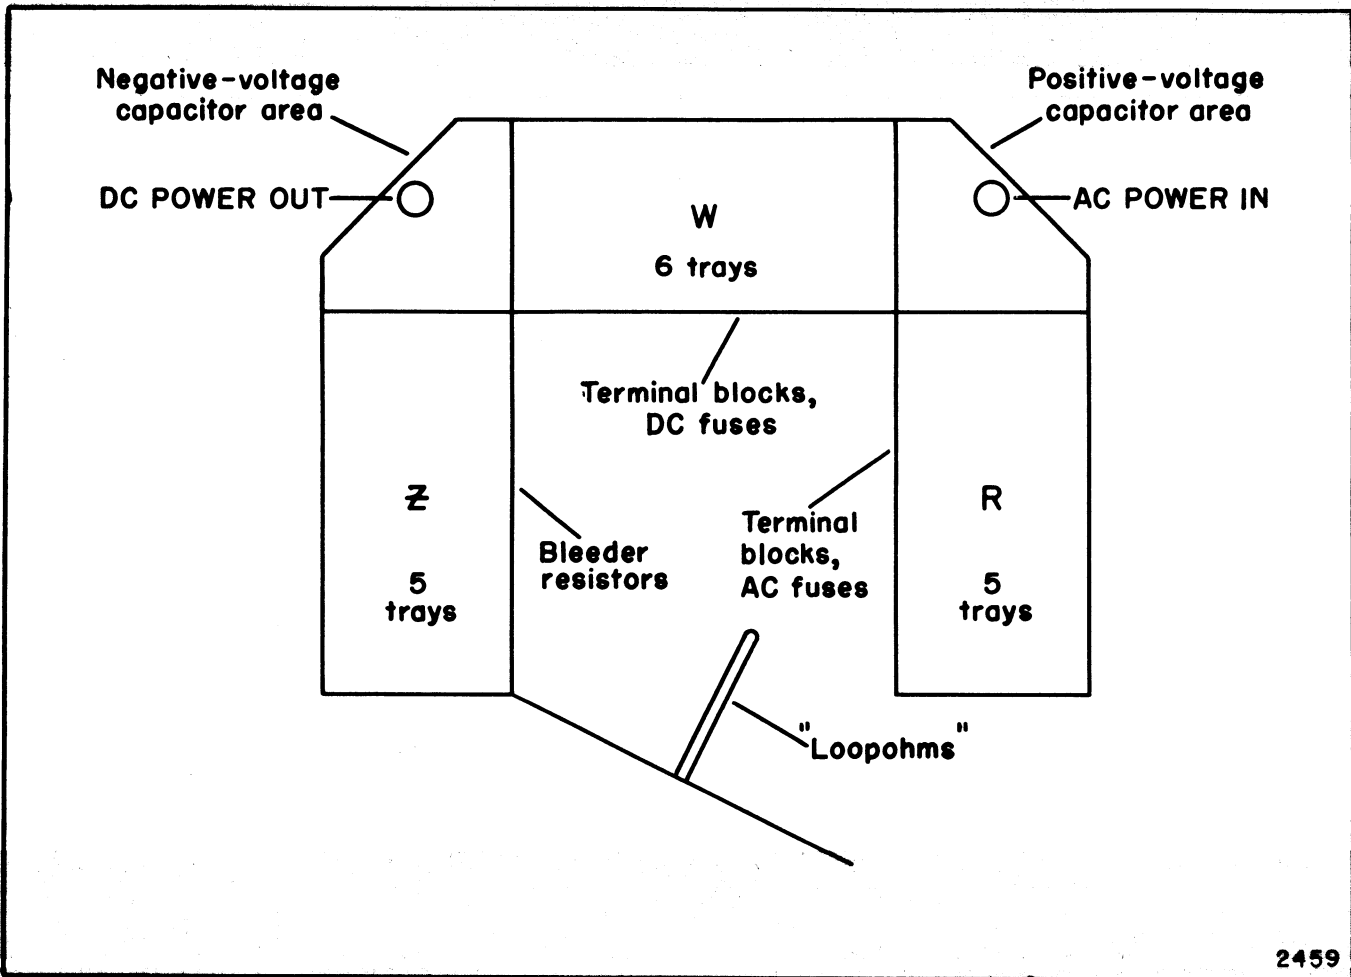 Negative-voltage
capacitor area
Positive-voltage
capacitor area
DC POWER OUT
AC POWER IN
W
6 trays
Terminal blocks,
DC fuses
Z
5
trays
Bleeder
resistors
Terminal
blocks,
AC fuses
R
5
trays
"Loopohms"
2459